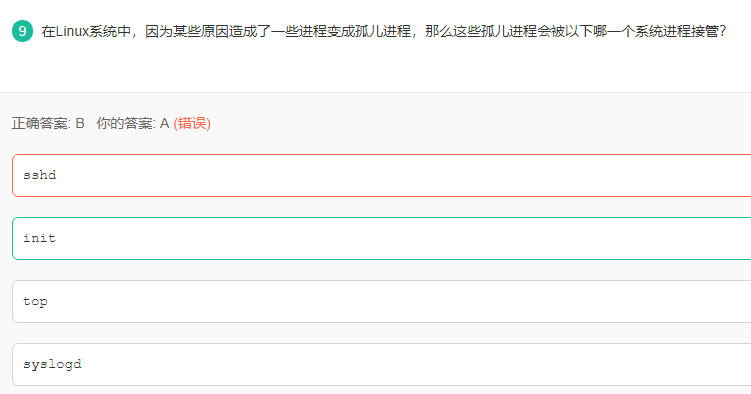 9 在Linux系统中，因为某些原因造成了一些进程变成孤儿进程，那么这些孤儿进程会被以下哪一个系统进程接管？
正确答案: B 你的答案: A (错误)
sshd
init
top
syslogd